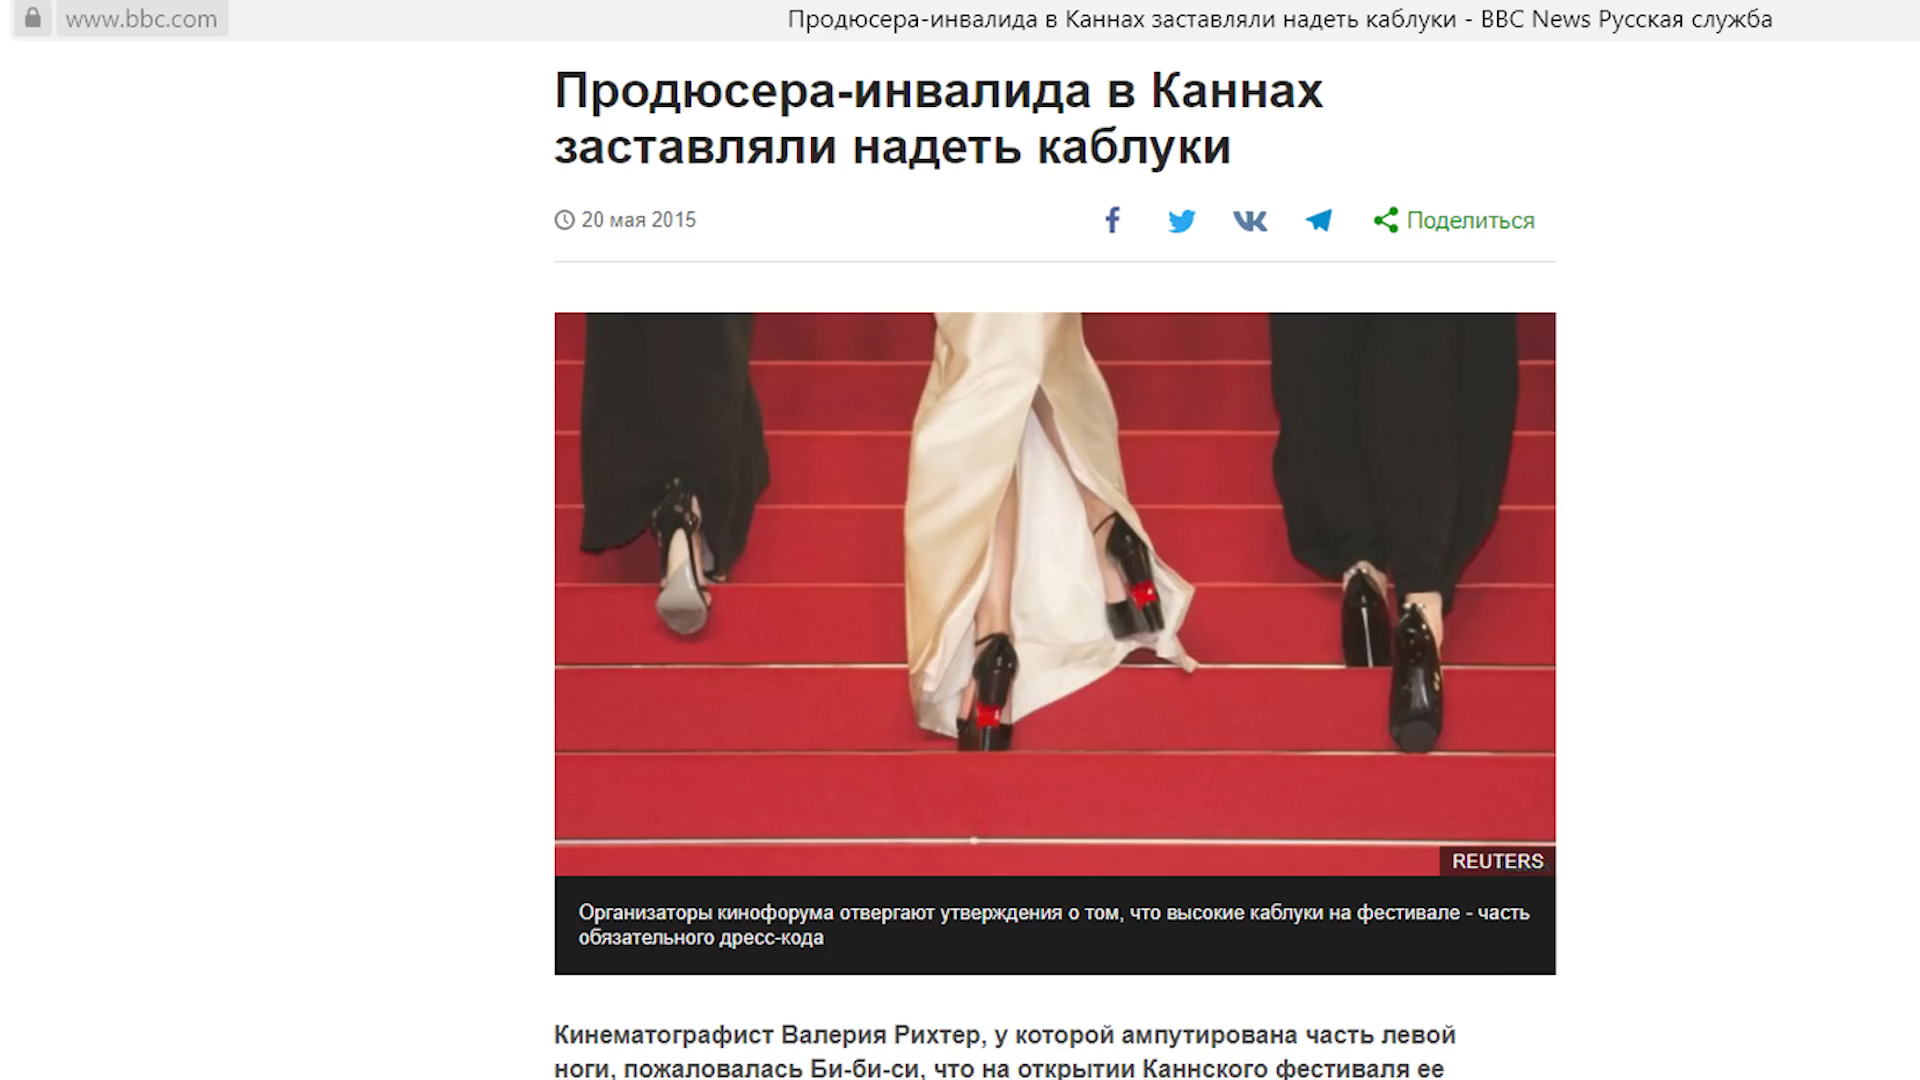 www.bbc.com
Продюсера-инвалида в Каннах заставляли надеть каблуки - BBC News Русская служба
Продюсера-инвалида в Каннах
заставляли надеть каблуки
20 мая 2015
Поделиться
REUTERS
Организаторы кинофорума отвергают утверждения о том, что высокие каблуки на фестивале - часть
обязательного дресс-кода
Кинематографист Валерия Рихтер, у которой ампутирована часть левой
ноги, пожаловалась Би-би-си, что на открытии Каннского фестиваля ее